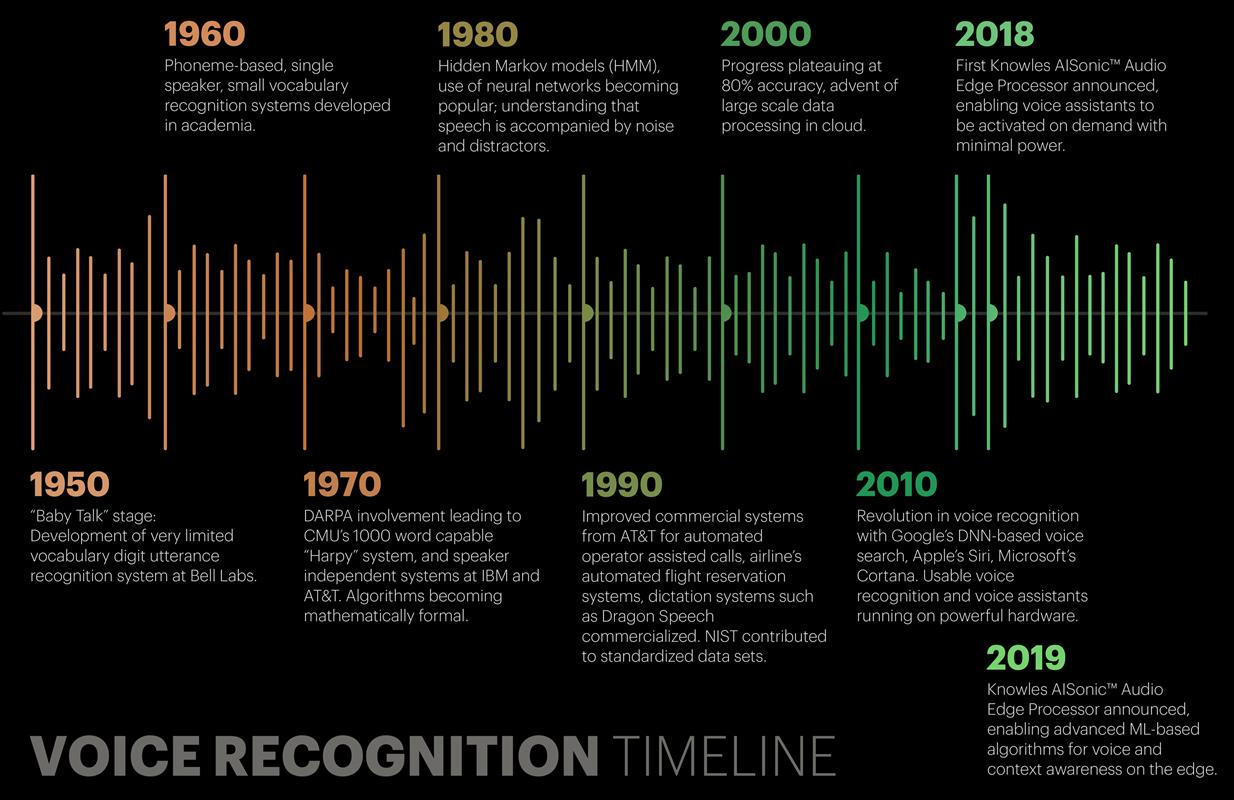 1960
Phoneme-based, single
speaker, small vocabulary
recognition systems developed
in academia.
1980
Hidden Markov models (HMM),
use of neural networks becoming
popular; understanding that
speech is accompanied by noise
and distractors.
2000
Progress plateauing at
80% accuracy, advent of
large scale data
processing in cloud.
2018
First Knowles AISonic™ Audio
Edge Processor announced,
enabling voice assistants to
be activated on demand with
minimal power.
1950
“Baby Talk” stage:
Development of very limited
vocabulary digit utterance
recognition system at Bell Labs.
1970
DARPA involvement leading to
CMU’s 1000 word capable
“Harpy” system, and speaker
independent systems at IBM and
AT&T. Algorithms becoming
mathematically formal.
1990
Improved commercial systems
from AT&T for automated
operator assisted calls, airline’s
automated flight reservation
systems, dictation systems such
as Dragon Speech
commercialized. NIST contributed
to standardized data sets.
2010
Revolution in voice recognition
with Google’s DNN-based voice
search, Apple’s Siri, Microsoft’s
Cortana. Usable voice
recognition and voice assistants
running on powerful hardware.
2019
Knowles AISonic™ Audio
Edge Processor announced,
enabling advanced ML-based
algorithms for voice and
context awareness on the edge.
VOICE RECOGNITION TIMELINE